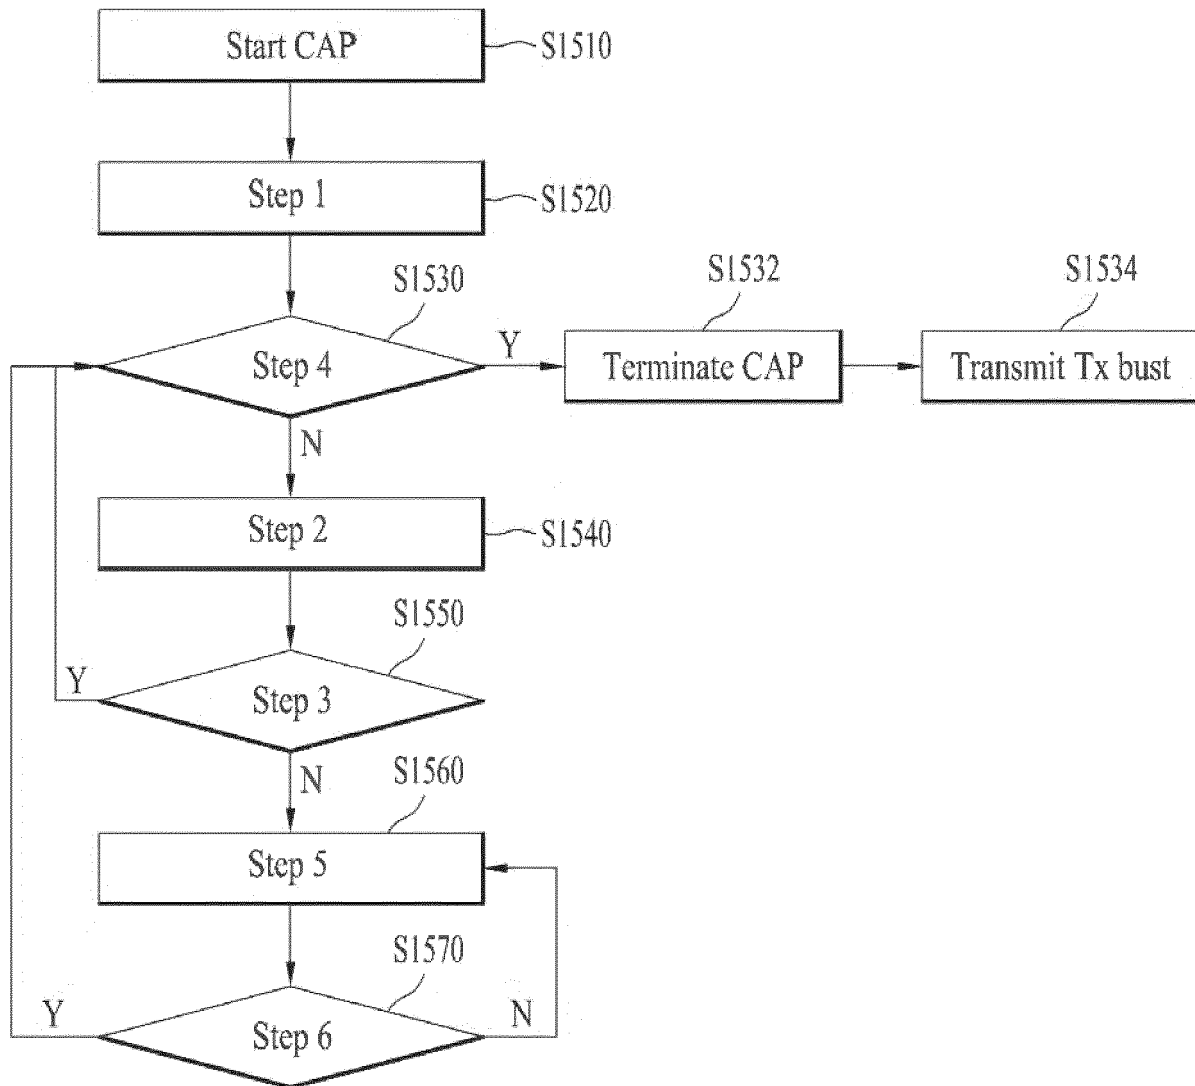 Start CAP
S1510
Step 1
S1520
S1530
S1532
S1534
Step 4
Y
Terminate CAP
Transmit Tx bust
N
Step 2
S1540
S1550
Y
Step 3
N
S1560
Step 5
S1570
Y
N
Step 6